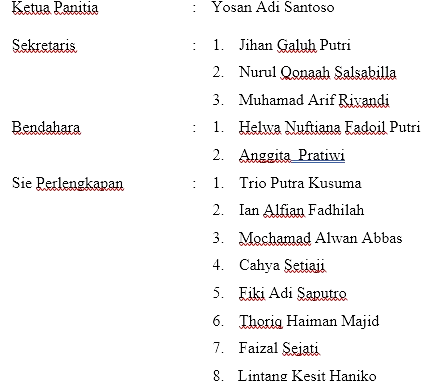 Ketua Panitia : Yosan Adi Santoso
Sekretaris : 1. Jihan Galuh Putri
2. Nurul Qonaah Salsabilla
3. Muhamad Arif Rivandi
Bendahara : 1. Helwa Nuftiana Fadoil Putri
2. Anggita Pratiwi
Sie Perlengkapan : 1. Trio Putra Kusuma
2. Ian Alfian Fadhilah
3. Mochamad Alwan Abbas
4. Cahya Setiaji
5. Fiki Adi Saputro
6. Thoriq Haiman Majid
7. Faizal Sejati
8. Lintang Kesit Haniko